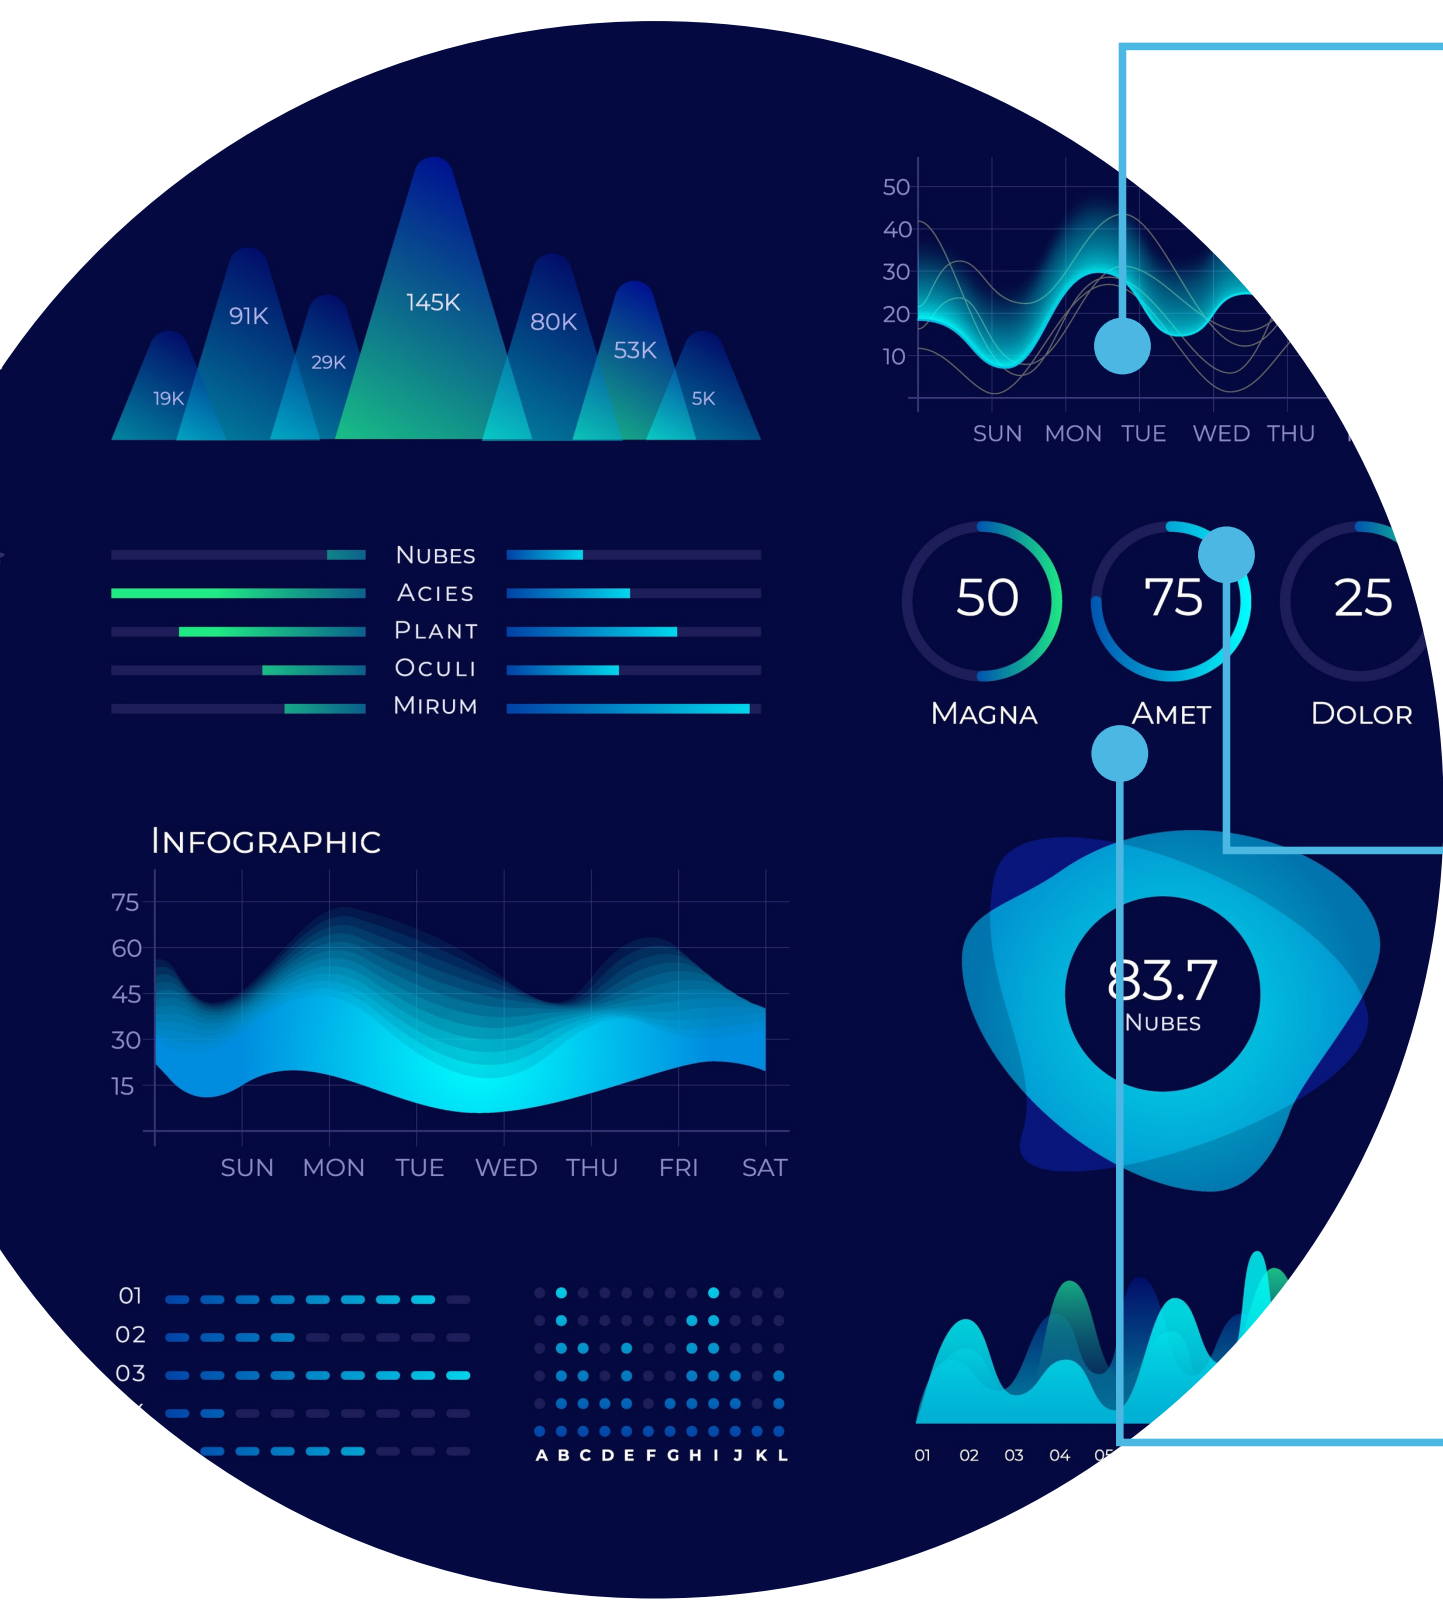 145K
91K
80K
29K
53K
19K
5K
50
40
30
20
10
SUN MON TUE WED THU
NUBES
ACIES
PLANT
OCULI
MIRUM
50
75
25
MAGNA
AMET
DOLOR
INFOGRAPHIC
75
60
45
30
15
SUN MON TUE WED THU FRI SAT
83.7
NUBES
01
02
03
A B C D E F G H I J K L
01 02 03 04